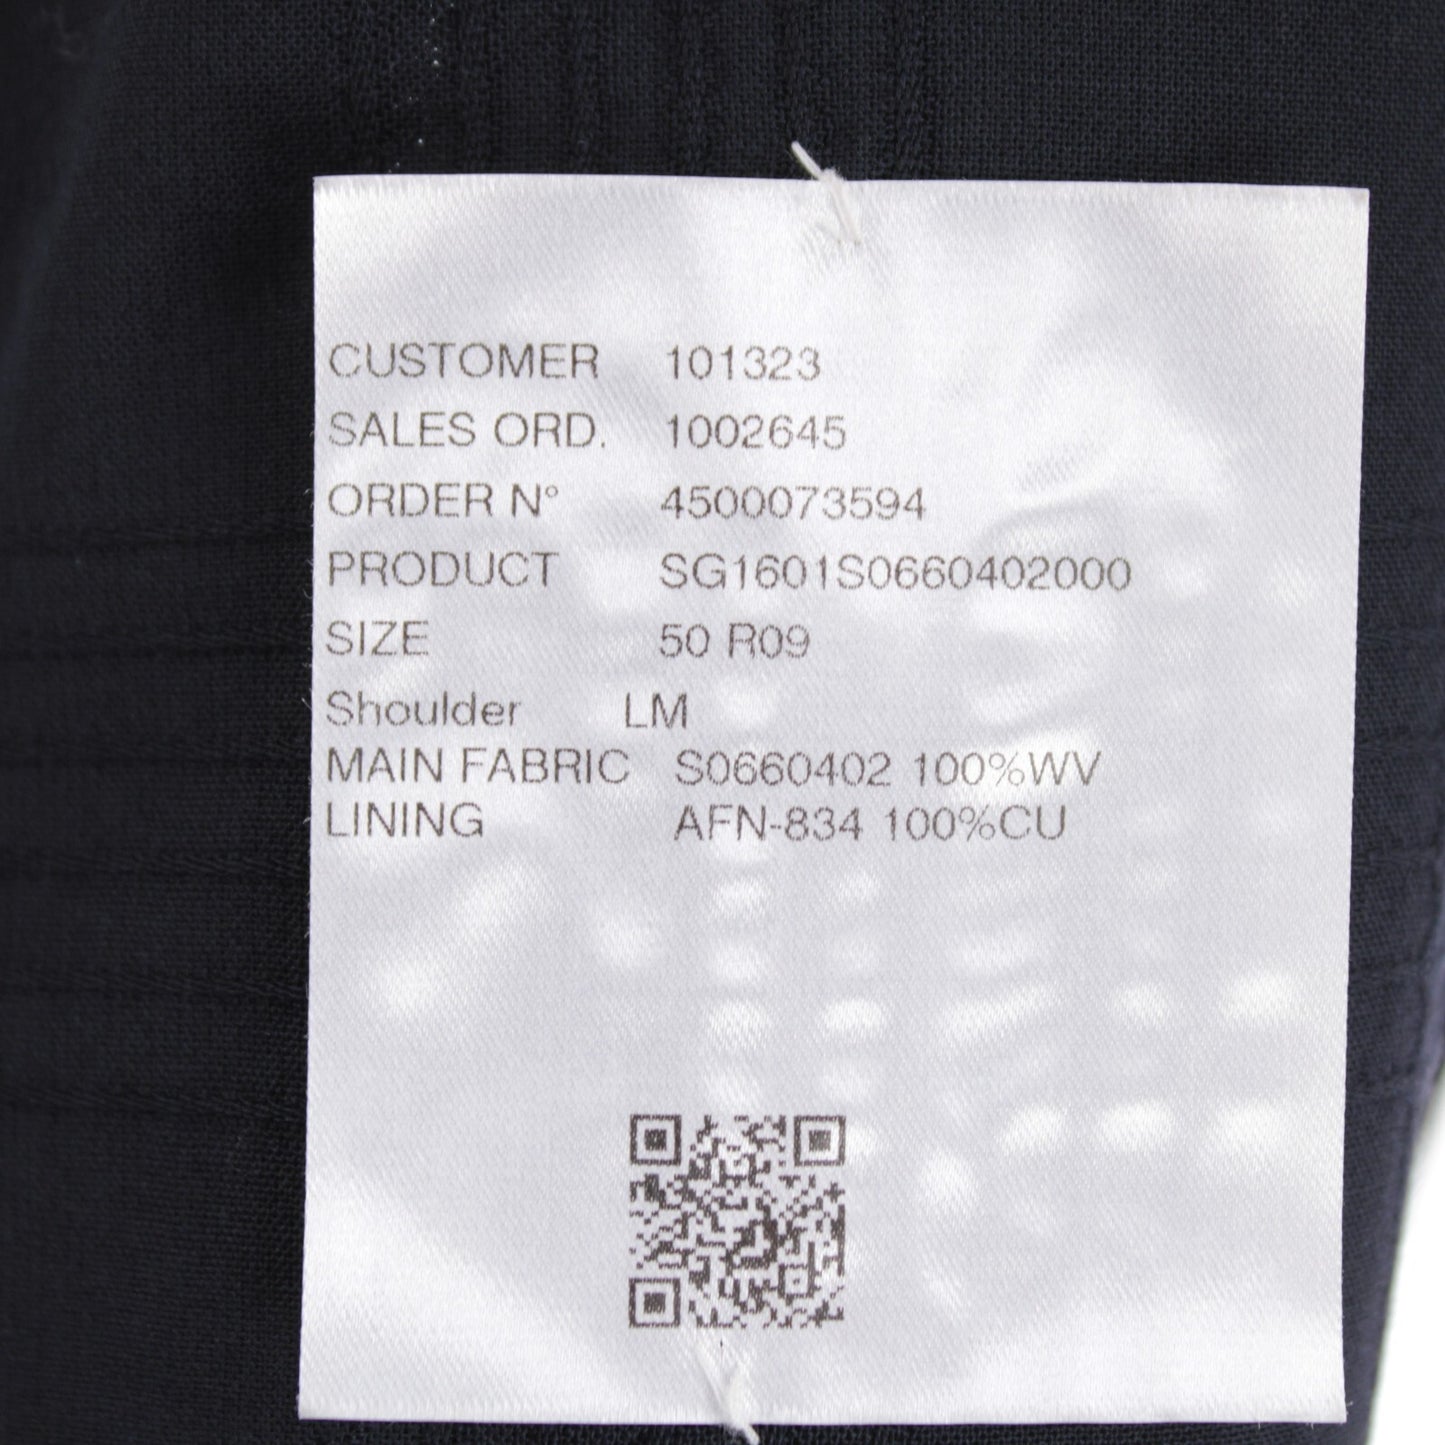 CUSTOMER 101323
SALES ORD. 1002645
ORDER N° 4500073594
PRODUCT SG1601S0660402000
SIZE 50 R09
Shoulder LM
MAIN FABRIC S0660402 100%WV
LINING AFN-834 100%CU